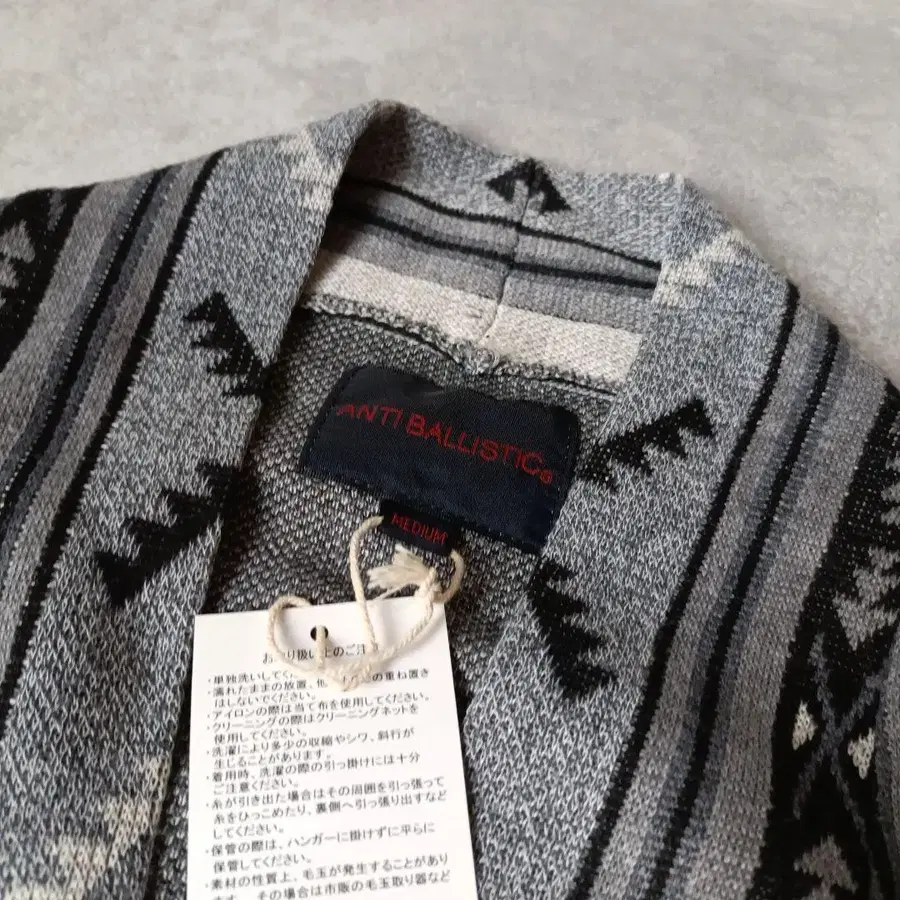 ANTI BALLISTIC®
MEDIUM
お取り扱い上のご注
・単独洗いしてく
・濡れたままの放置、他 の重ね置き
はしないでください。
・アイロンの際は当て布を使用してください。
・クリーニングの際はクリーニングネットを
使用してください。
・洗濯により多少の収縮やシワ、斜行が
生じることがあります。
・着用時、洗濯の際の引っ掛けには十分
ご注意ください。
・糸が引き出た場合はその周囲を引っ張って
糸をひっこめたり、裏側へ引っ張り出すなど
してください。
・保管の際は、ハンガーに掛けずに平らに
保管してください。
・素材の性質上、毛玉が発生することがあり
ます。その場合は市販の毛玉取り器など